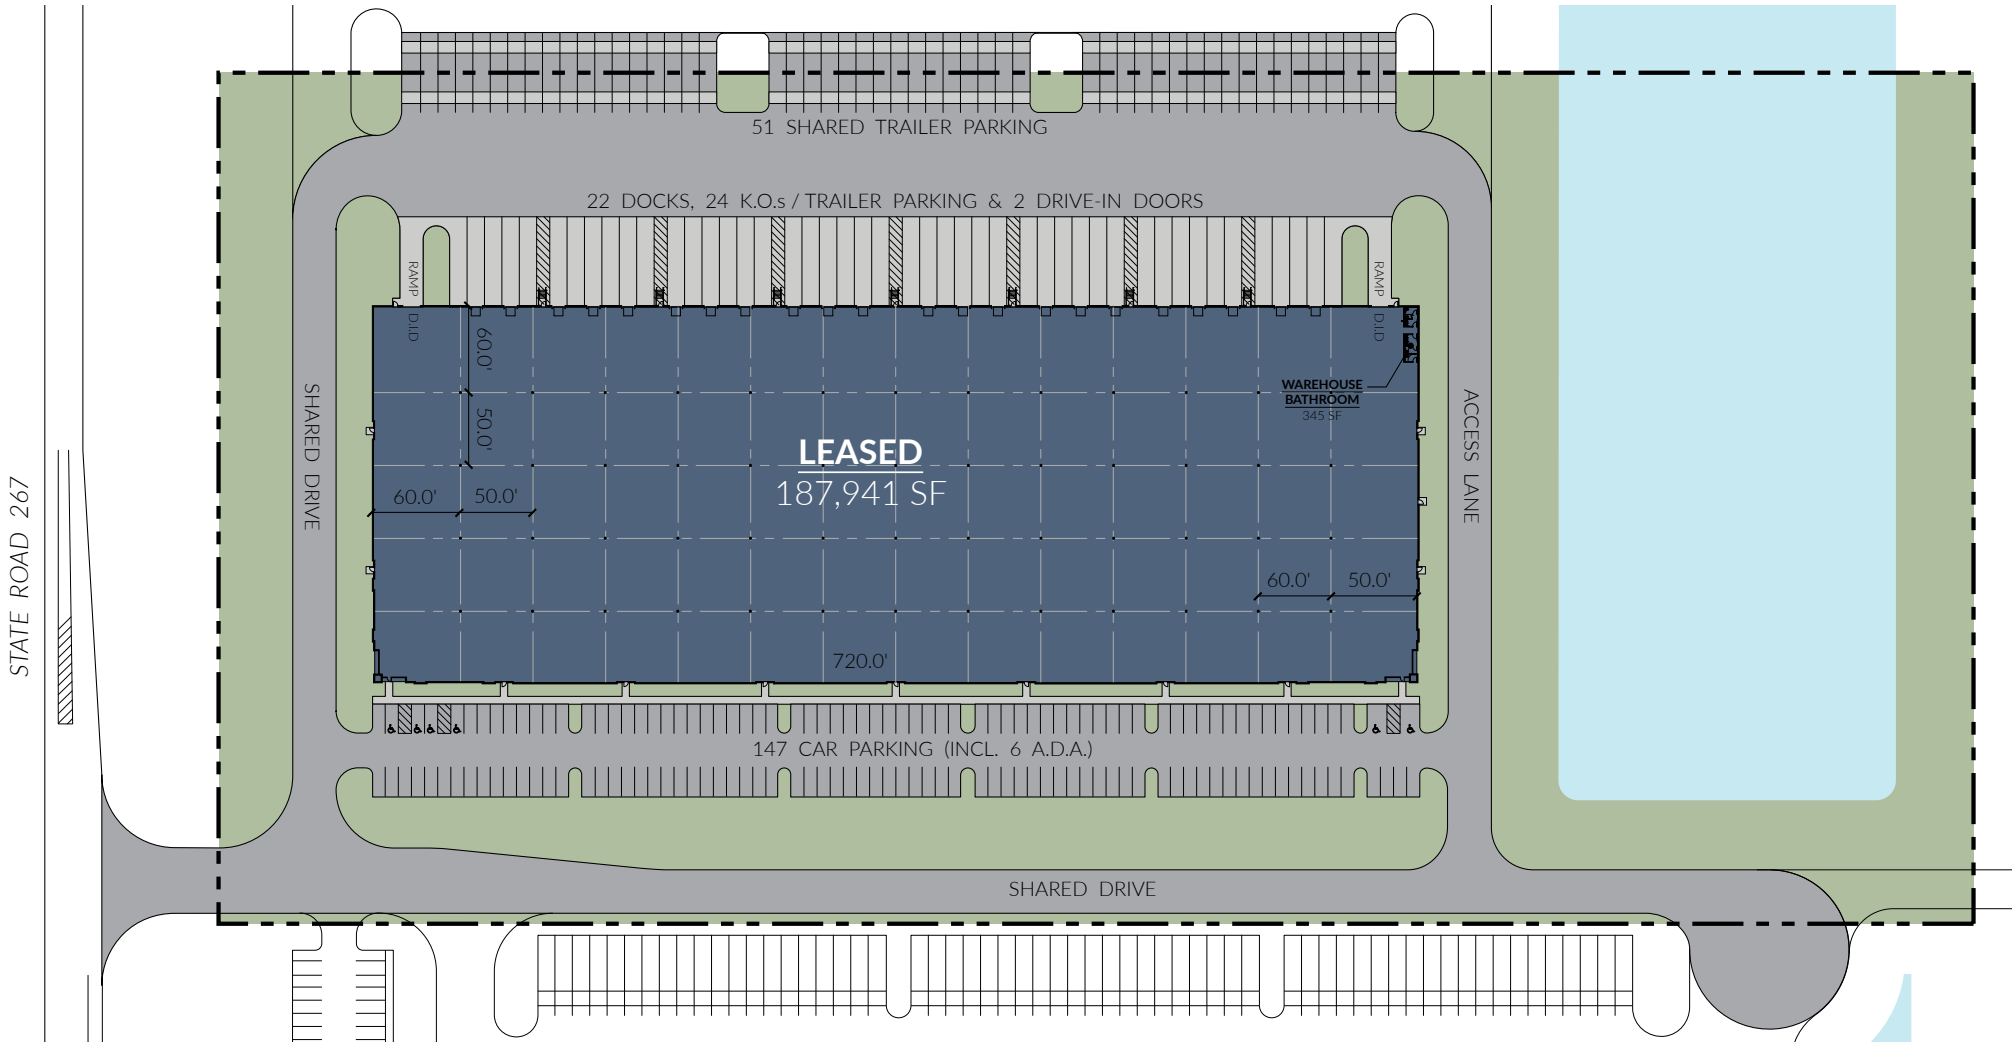 51 SHARED TRAILER PARKING
22 DOCKS, 24 K.O.s / TRAILER PARKING & 2 DRIVE-IN DOORS
RAMP
D.I.D
RAMP
D.I.D
60.0'
50.0'
WAREHOUSE
BATHROOM
345 SF
SHARED DRIVE
ACCESS LANE
LEASED
187,941 SF
60.0'
50.0'
STATE ROAD 267
60.0'
50.0'
720.0'
147 CAR PARKING (INCL. 6 A.D.A.)
SHARED DRIVE